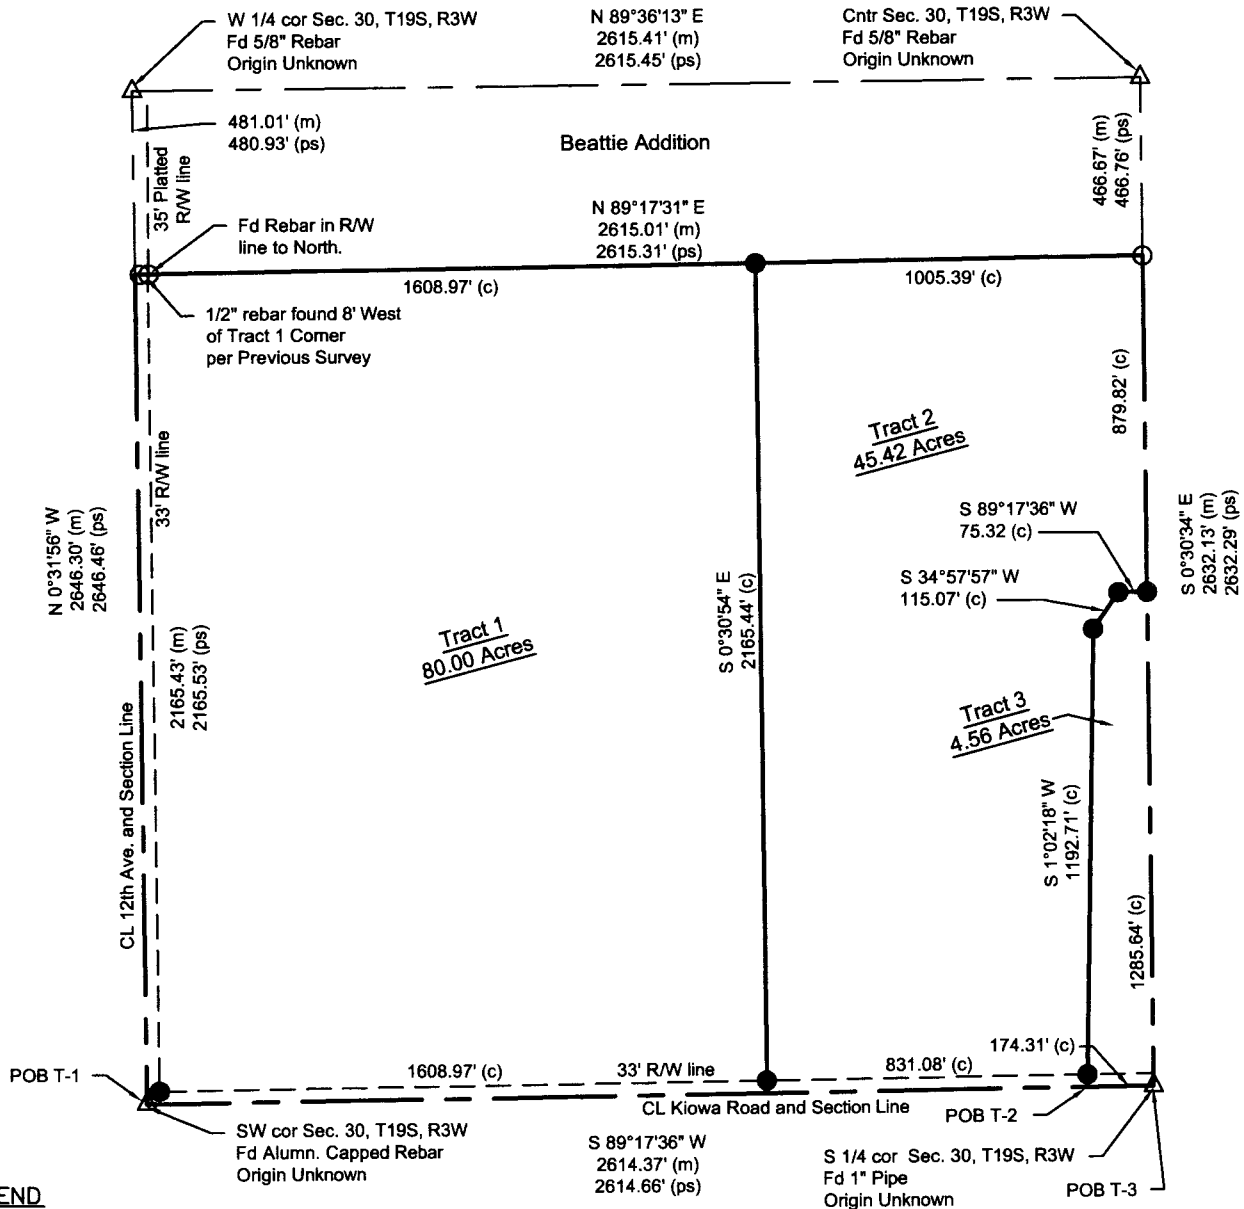 W 1/4 cor Sec. 30, T19S, R3W
Fd 5/8" Rebar
Origin Unknown
N 89°36'13" E
2615.41' (m)
2615.45' (ps)
Cntr Sec. 30, T19S, R3W
Fd 5/8" Rebar
Origin Unknown
481.01' (m)
480.93' (ps)
Beattie Addition
466.67' (m)
466.76' (ps)
35' Platted
R/W line
Fd Rebar in R/W
line to North.
N 89°17'31" E
2615.01' (m)
2615.31' (ps)
1608.97' (c)
1005.39' (c)
1/2" rebar found 8' West
of Tract 1 Corner
per Previous Survey
879.82' (c)
Tract 2
45.42 Acres
33' R/W line
N 0°31'56" W
2646.30' (m)
2646.46' (ps)
S 89°17'36" W
75.32 (c)
S 0°30'34" E
2632.13' (m)
2632.29' (ps)
S 34°57'57" W
115.07' (c)
S 0°30'54" E
2165.44' (c)
Tract 1
80.00 Acres
2165.43' (m)
2165.53' (ps)
Tract 3
4.56 Acres
CL 12th Ave. and Section Line
S 1°02'18" W
1192.71' (c)
1285.64' (c)
174.31' (c)
POB T-1
1608.97' (c)
33' R/W line
831.08' (c)
CL Kiowa Road and Section Line
POB T-2
SW cor Sec. 30, T19S, R3W
Fd Alumn. Capped Rebar
Origin Unknown
S 89°17'36" W
2614.37' (m)
2614.66' (ps)
S 1/4 cor Sec. 30, T19S, R3W
Fd 1" Pipe
Origin Unknown
POB T-3
END